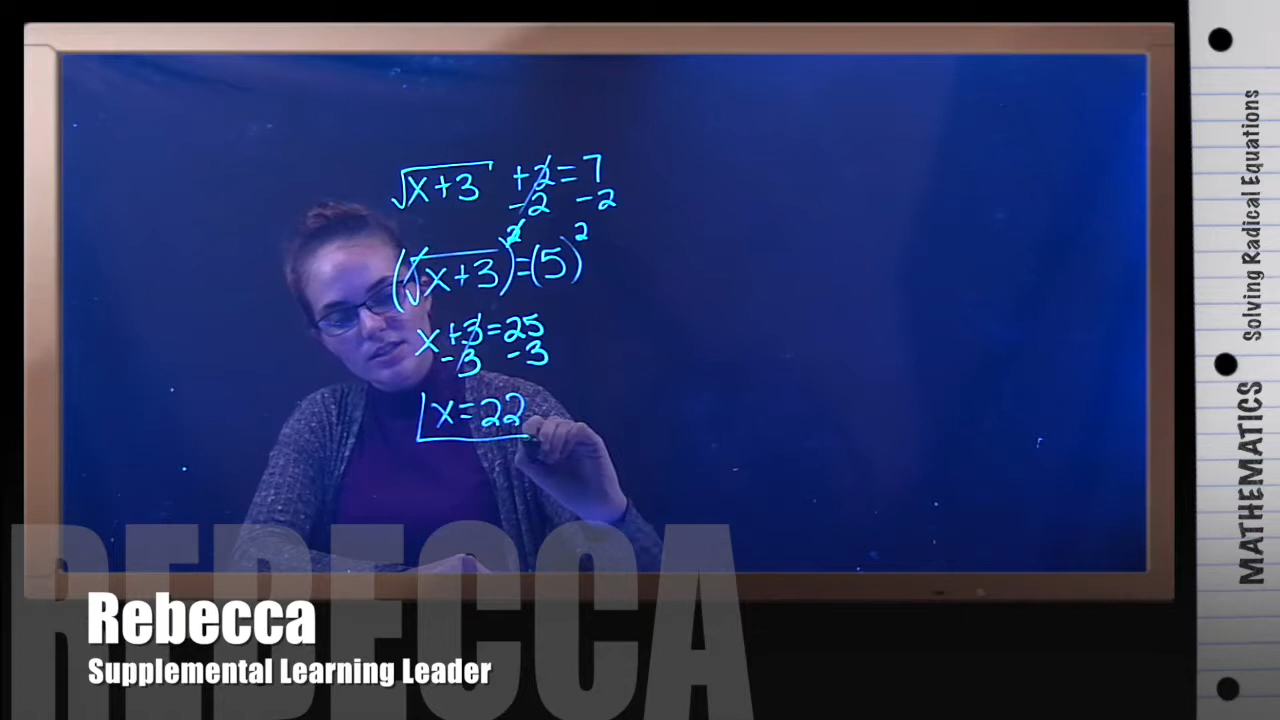 √x+3 +2=7
-2 -2
(√x+3)²=(5)²
x+3=25
-3 -3
x=22
REBECCA
Rebecca
Supplemental Learning Leader
MATHEMATICS
Solving Radical Equations